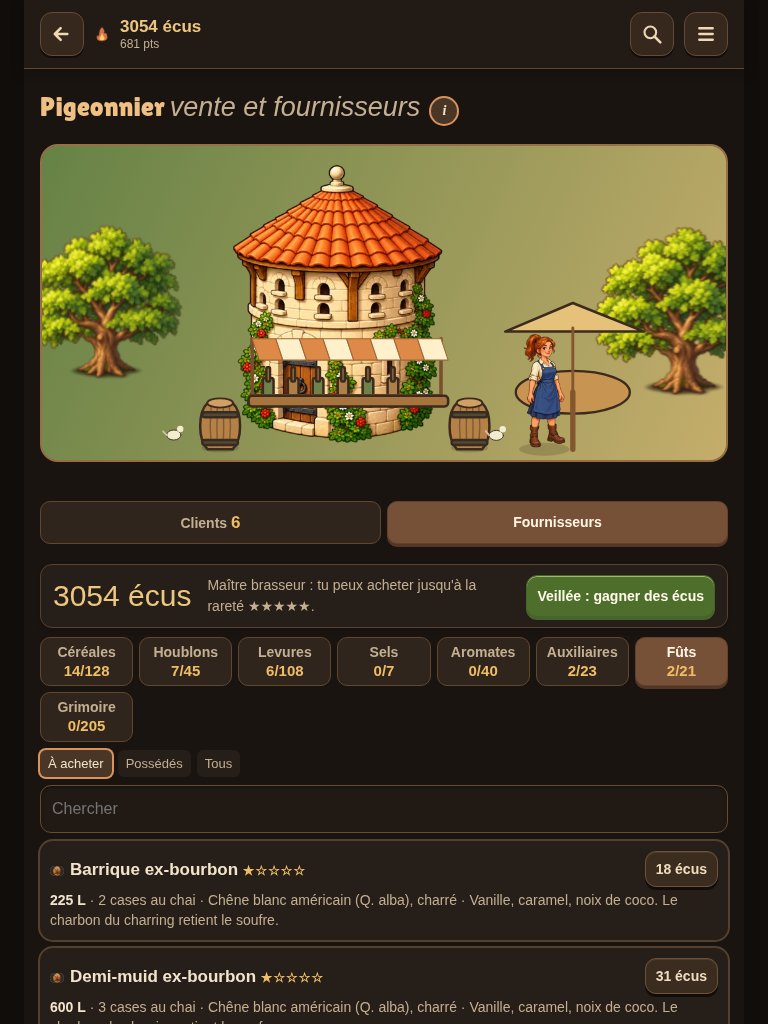 3054 écus
681 pts
Pigeonnier vente et fournisseurs i
Clients 6
Fournisseurs
3054 écus
Maître brasseur : tu peux acheter jusqu'à la
rareté ★★★★★.
Veillée : gagner des écus
Céréales
14/128
Houblons
7/45
Levures
6/108
Sels
0/7
Aromates
0/40
Auxiliaires
2/23
Fûts
2/21
Grimoire
0/205
À acheter
Possédés
Tous
Chercher
Barrique ex-bourbon ★☆☆☆☆
18 écus
225 L · 2 cases au chai · Chêne blanc américain (Q. alba), charré · Vanille, caramel, noix de coco. Le
charbon du charring retient le soufre.
Demi-muid ex-bourbon ★☆☆☆☆
31 écus
600 L · 3 cases au chai · Chêne blanc américain (Q. alba), charré · Vanille, caramel, noix de coco. Le